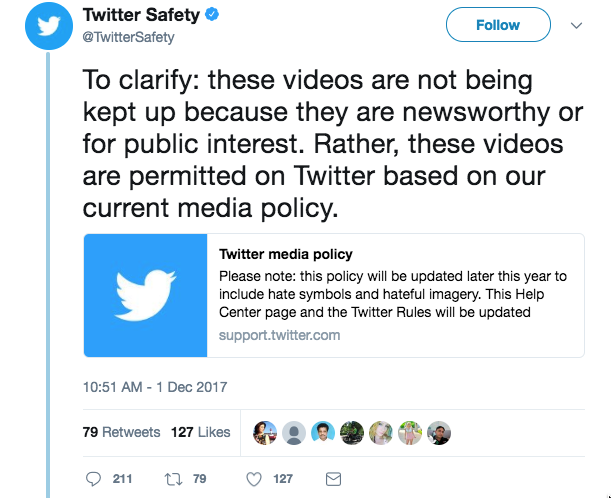 Twitter Safety
@TwitterSafety
Follow
To clarify: these videos are not being
kept up because they are newsworthy or
for public interest. Rather, these videos
are permitted on Twitter based on our
current media policy.
Twitter media policy
Please note: this policy will be updated later this year to
include hate symbols and hateful imagery. This Help
Center page and the Twitter Rules will be updated
support.twitter.com
10:51 AM - 1 Dec 2017
79 Retweets 127 Likes
211 79 127